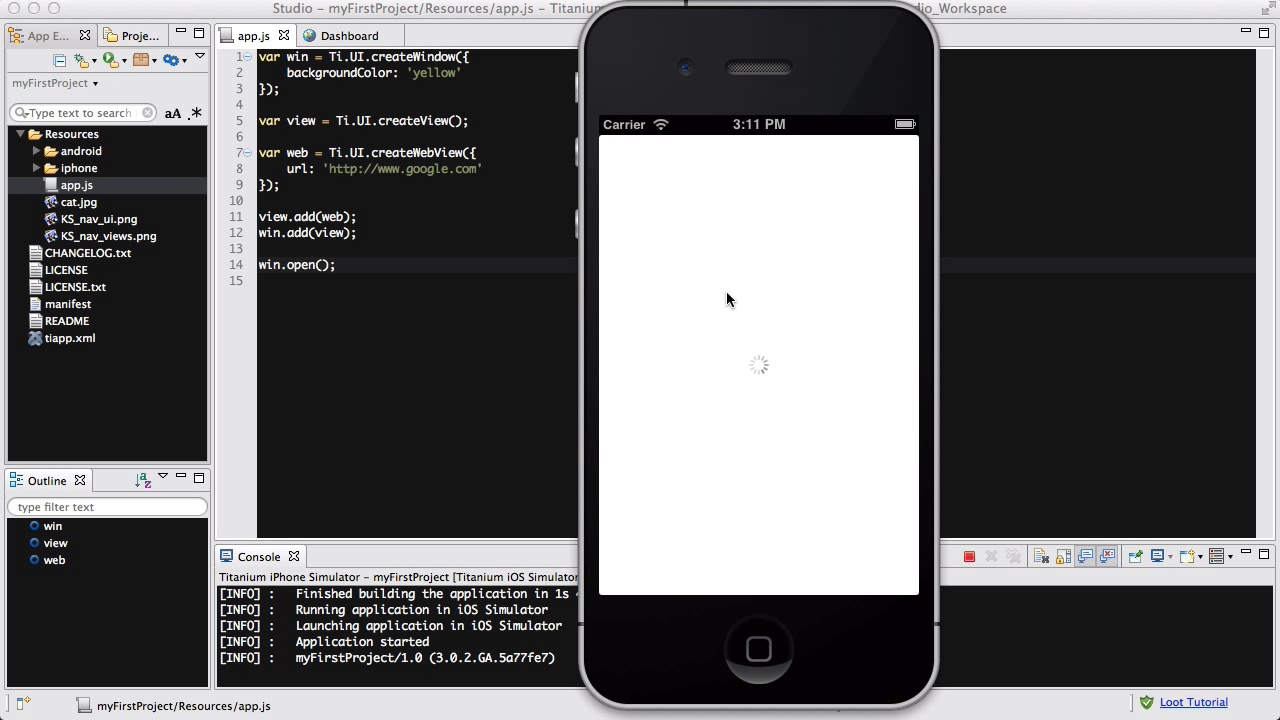 Studio – myFirstProject/Resources/app.js – Titanium
dio_Workspace
App E...
Proje...
app.js
Dashboard
myFirstProject
Type text to search
aA .*
Resources
android
iphone
app.js
cat.jpg
KS_nav_ui.png
KS_nav_views.png
CHANGELOG.txt
LICENSE
LICENSE.txt
manifest
README
tiapp.xml
1 var win = Ti.UI.createWindow({
2 backgroundColor: 'yellow'
3 });
4
5 var view = Ti.UI.createView();
6
7 var web = Ti.UI.createWebView({
8 url: 'http://www.google.com'
9 });
10
11 view.add(web);
12 win.add(view);
13
14 win.open();
15
Carrier 3:11 PM
Outline
type filter text
win
view
web
Console
Titanium iPhone Simulator – myFirstProject [Titanium iOS Simulator
[INFO] : Finished building the application in 1s
[INFO] : Running application in iOS Simulator
[INFO] : Launching application in iOS Simulator
[INFO] : Application started
[INFO] : myFirstProject/1.0 (3.0.2.GA.5a77fe7)
myFirstProject/Resources/app.js
Loot Tutorial